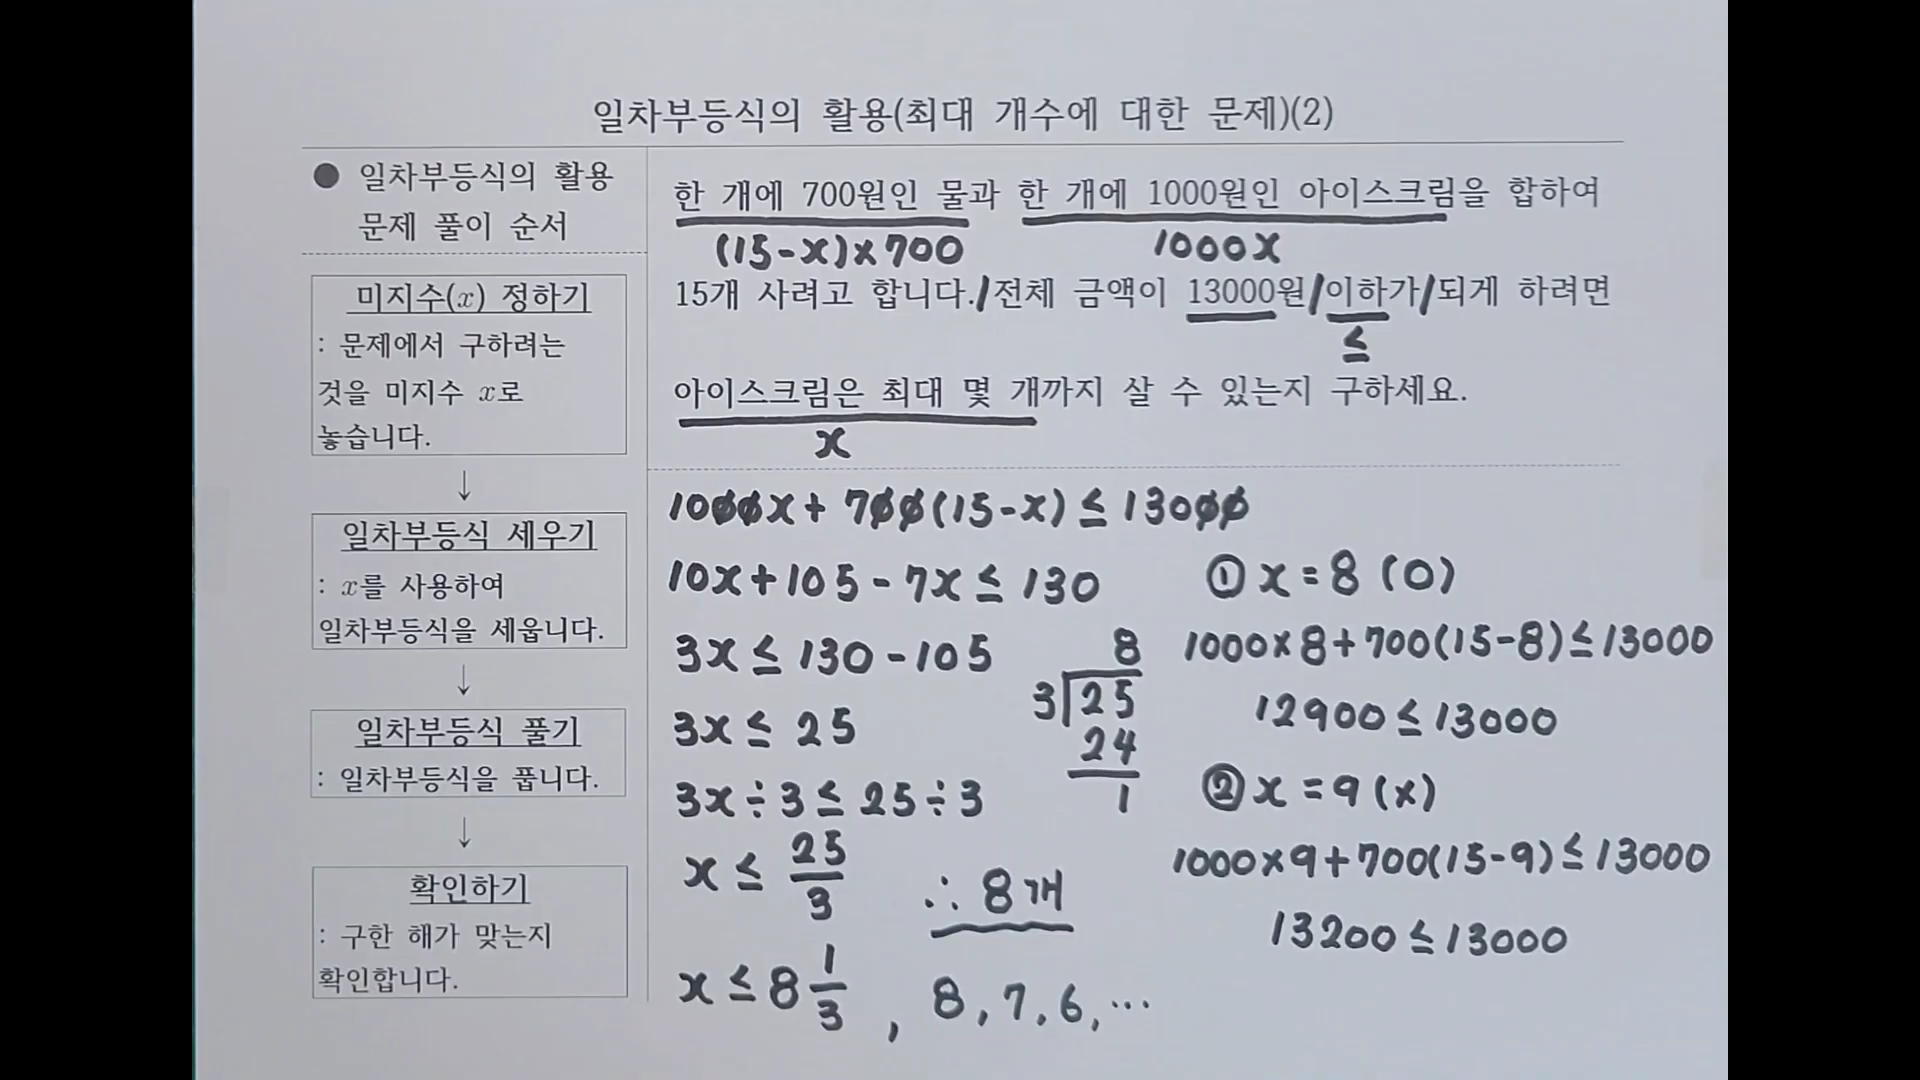 일차부등식의 활용(최대 개수에 대한 문제)(2)
● 일차부등식의 활용
문제 풀이 순서
미지수(x) 정하기
: 문제에서 구하려는
것을 미지수 x로
놓습니다.
↓
일차부등식 세우기
: x를 사용하여
일차부등식을 세웁니다.
↓
일차부등식 풀기
: 일차부등식을 풉니다.
↓
확인하기
: 구한 해가 맞는지
확인합니다.
한 개에 700원인 물과 한 개에 1000원인 아이스크림을 합하여
(15-x)×700 1000x
15개 사려고 합니다./전체 금액이 13000원/이하가/되게 하려면
≤
아이스크림은 최대 몇 개까지 살 수 있는지 구하세요.
x
1000x + 700(15-x) ≤ 13000
10x+105-7x ≤ 130
3x ≤ 130-105
3x ≤ 25
3x÷3 ≤ 25÷3
x ≤ 25/3
x ≤ 8 1/3 , 8, 7, 6, ⋯
8
3)25
24
1
∴ 8개
① x=8 (O)
1000×8+700(15-8)≤13000
12900≤13000
② x=9 (×)
1000×9+700(15-9)≤13000
13200≤13000